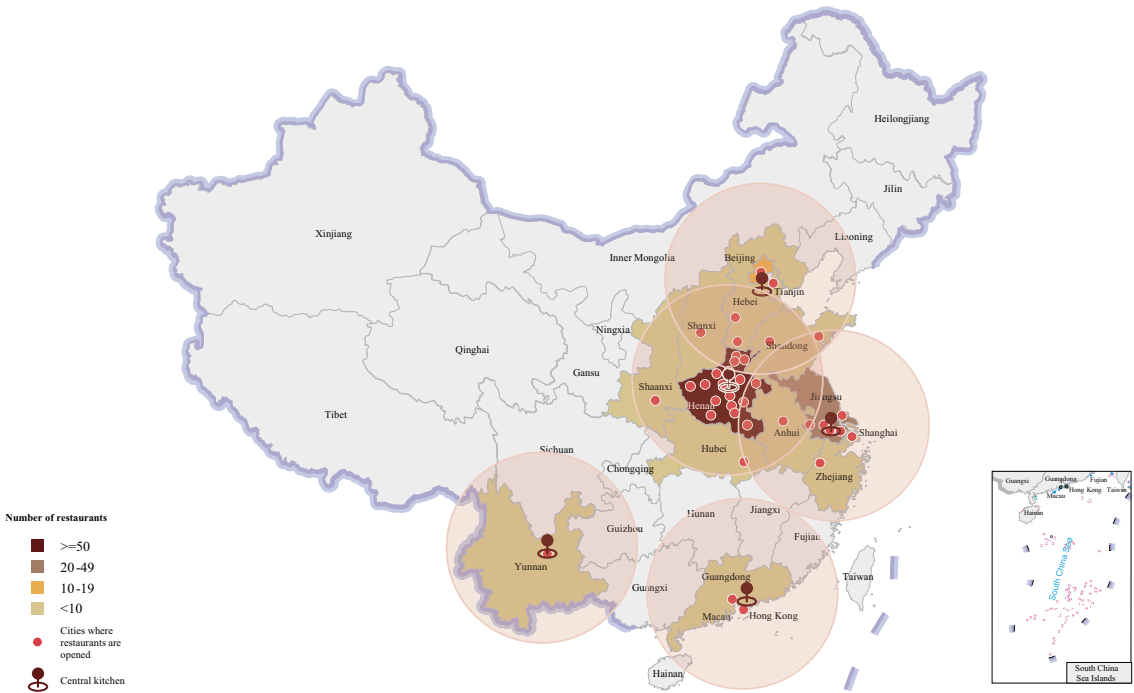 Heilongjiang
Jilin
Liaoning
Xinjiang
Inner Mongolia
Beijing
Tianjin
Hebei
Ningxia
Shanxi
Shandong
Qinghai
Gansu
Shaanxi
Henan
Jiangsu
Tibet
Anhui
Shanghai
Sichuan
Hubei
Chongqing
Zhejiang
Hunan
Jiangxi
Guizhou
Fujian
Yunnan
Guangxi
Guangdong
Taiwan
Macau
Hong Kong
Hainan
Number of restaurants
>=50
20-49
10-19
<10
Cities where
restaurants are
opened
Central kitchen
Guangxi
Guangdong
Fujian
Macau
Hong Kong
Taiwan
Hainan
South China Sea
South China
Sea Islands